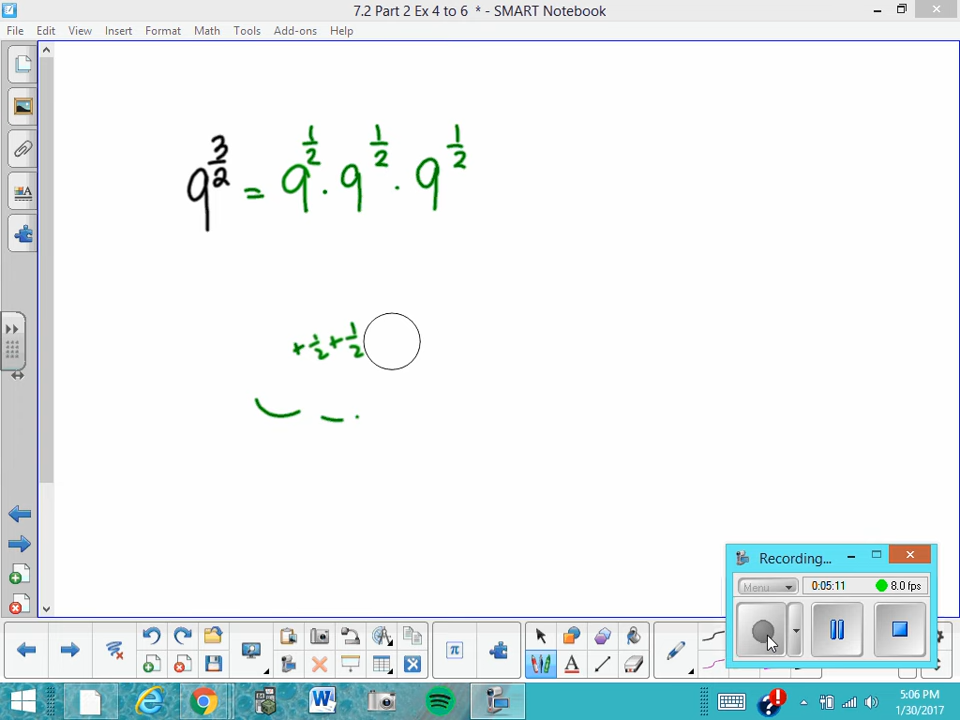 7.2 Part 2 Ex 4 to 6 * - SMART Notebook
File Edit View Insert Format Math Tools Add-ons Help
9^(3/2) = 9^(1/2) · 9^(1/2) · 9^(1/2)
+ 1/2 + 1/2
Recording...
Menu 0:05:11 8.0 fps
π
A
5:06 PM
1/30/2017